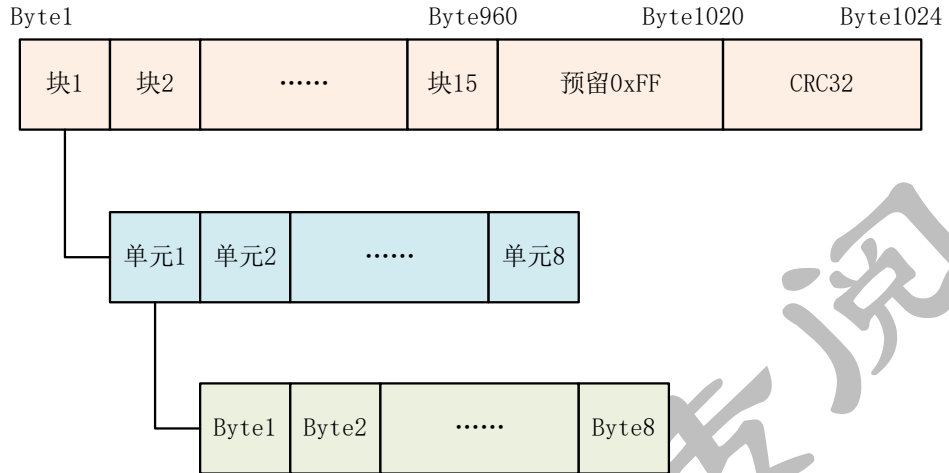 Byte1 Byte960 Byte1020 Byte1024
块1 块2 …… 块15 预留0xFF CRC32
单元1 单元2 …… 单元8
Byte1 Byte2 …… Byte8
阅